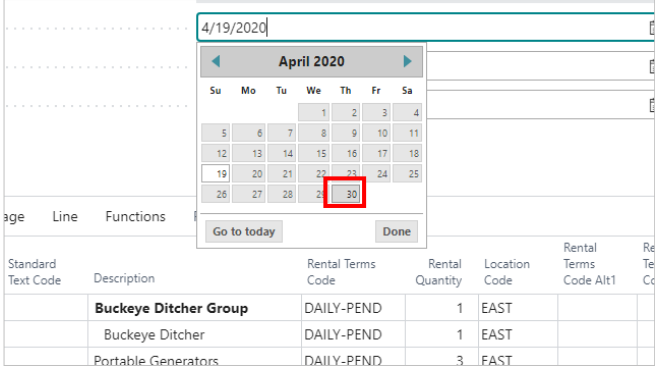 4/19/2020
April 2020
Su Mo Tu We Th Fr Sa
1 2 3 4
5 6 7 8 9 10 11
12 13 14 15 16 17 18
19 20 21 22 23 24 25
26 27 28 29 30
Go to today Done
Line Functions
Standard Text Code
Description
Rental Terms Code
Rental Quantity
Location Code
Rental Terms Code Alt1
Buckeye Ditcher Group DAILY-PEND 1 EAST
Buckeye Ditcher DAILY-PEND 1 EAST
Portable Generators DAILY-PEND 3 EAST